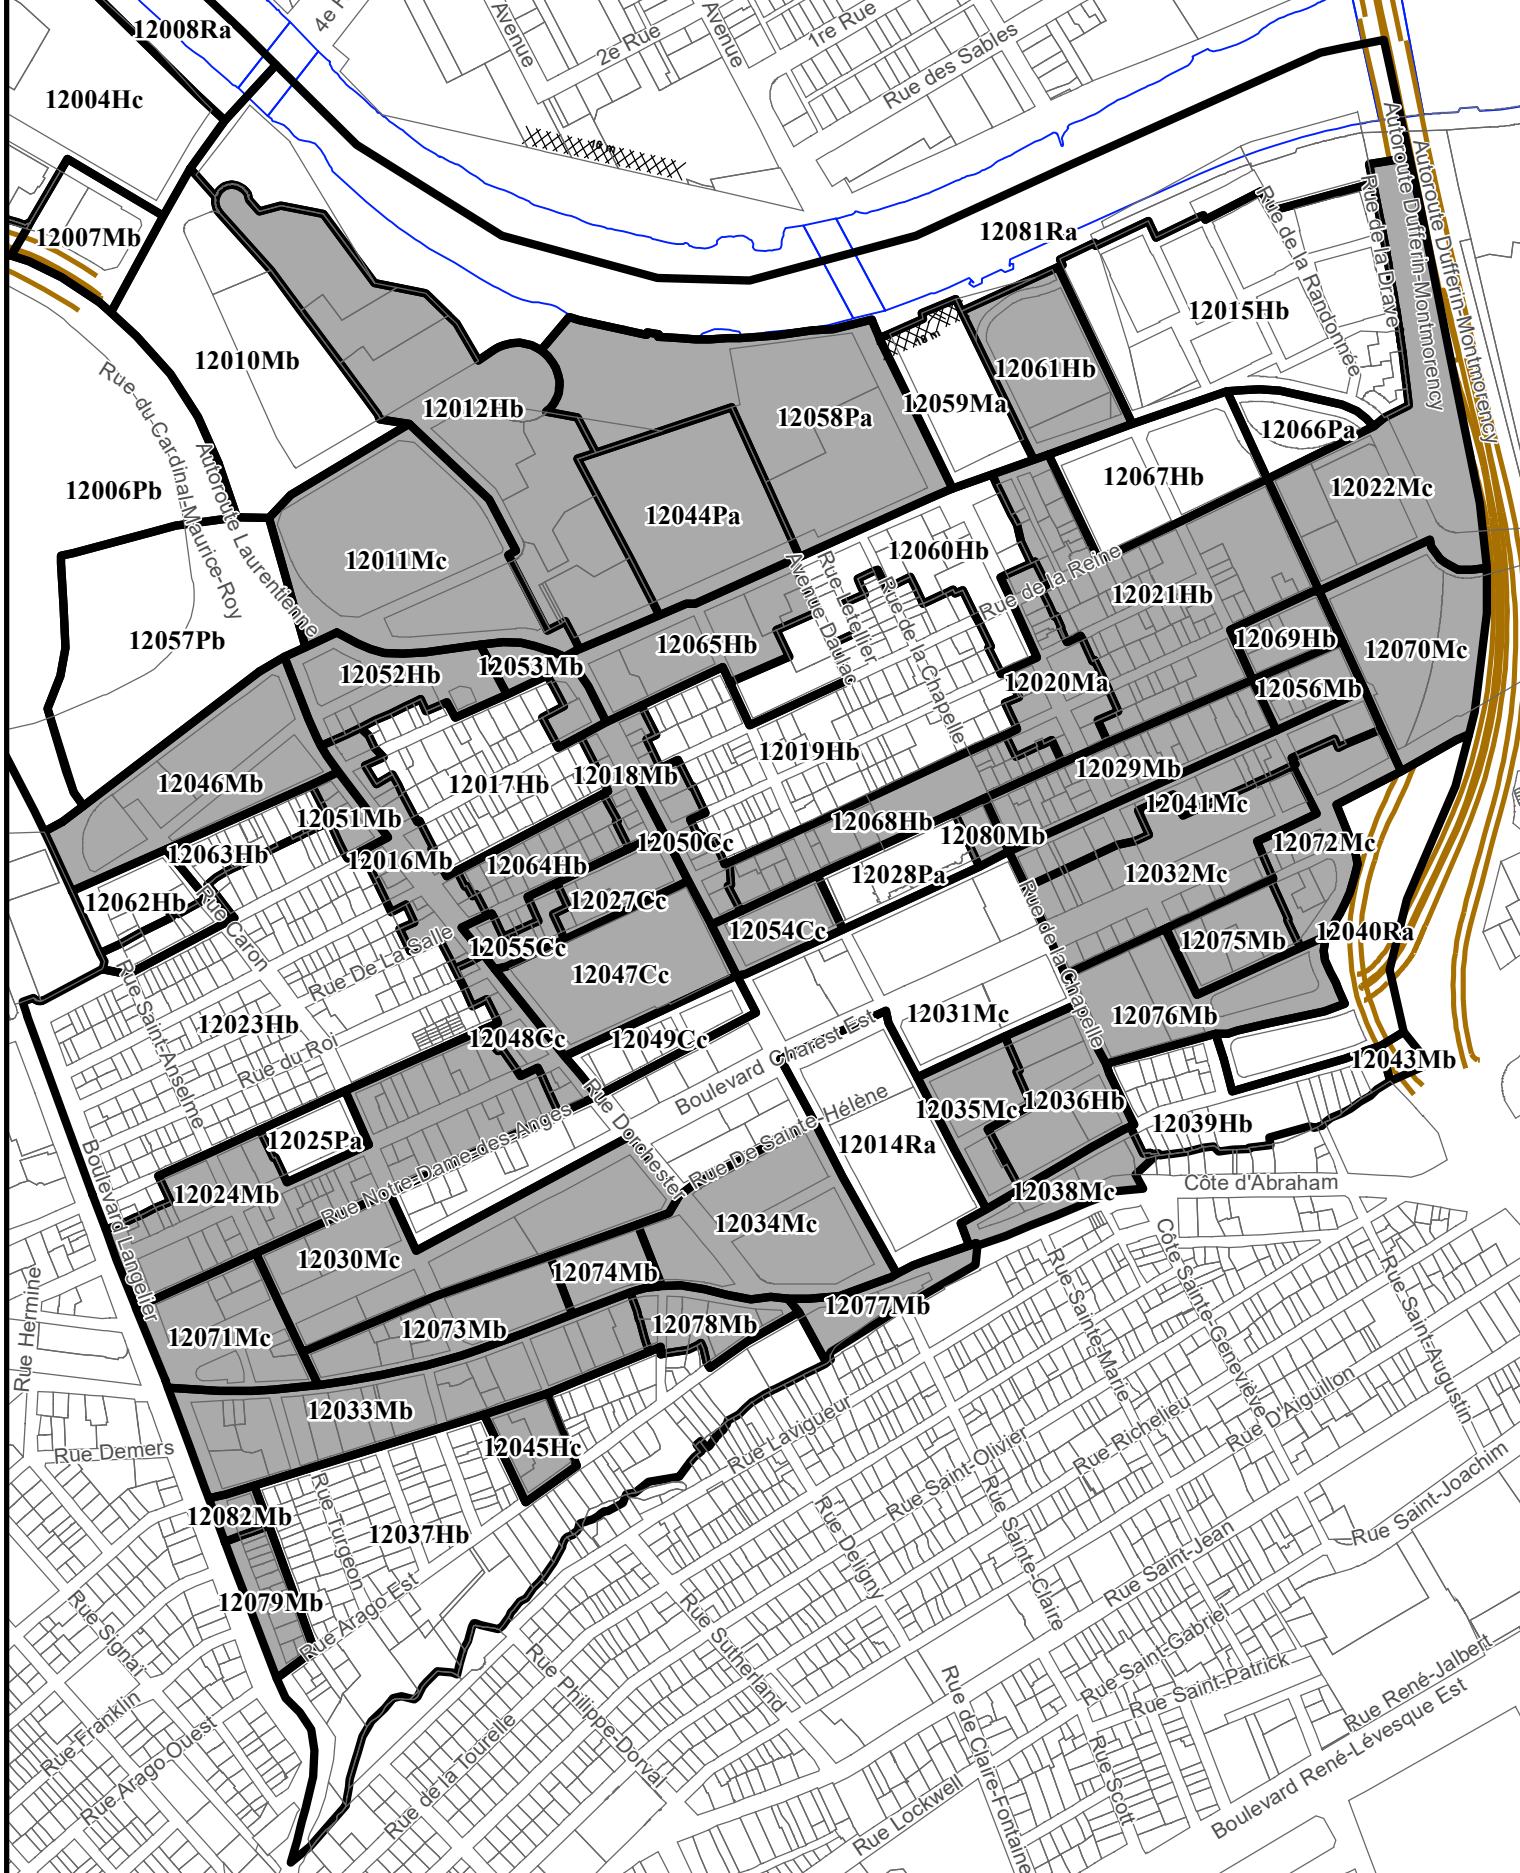 12008Ra
4e
Avenue
2e Rue
Avenue
1re Rue
Rue des Sables
12004Hc
10 m
Autoroute Dufferin-Montmorency
Autoroute Dufferin-Montmorency
Rue de la Drave
Rue de la Randonnée
12007Mb
12081Ra
12015Hb
10 m
12010Mb
12061Hb
12012Hb
12059Ma
12058Pa
12066Pa
Rue-du-Cardinal-Maurice-Roy
Autoroute Laurentienne
12067Hb
12006Pb
12022Mc
12044Pa
12060Hb
12011Mc
Rue de la Reine
12021Hb
Avenue Daulac
Rue Letellier
Rue de la Chapelle
12057Pb
12065Hb
12069Hb
12070Mc
12053Mb
12052Hb
12020Ma
12056Mb
12019Hb
12029Mb
12018Mb
12046Mb
12017Hb
12041Mc
12051Mb
12068Hb
12080Mb
12050Cc
12072Mc
12063Hb
12016Mb
12064Hb
12028Pa
12032Mc
12062Hb
12027Cc
Rue Caron
12054Cc
Rue de la Chapelle
12040Ra
12075Mb
12055Cc
Rue De La Salle
12047Cc
Rue Saint-Anselme
12031Mc
12076Mb
12023Hb
12048Cc
12049Cc
Boulevard Charest Est
Rue du Roi
12043Mb
Rue Dorchester
12035Mc
12036Hb
12039Hb
Rue De Sainte-Hélène
12014Ra
12025Pa
Rue Notre-Dame-des-Anges
Boulevard Langelier
12024Mb
12038Mc
Côte d'Abraham
12034Mc
12030Mc
12074Mb
Rue Hermine
12077Mb
Rue Sainte-Marie
Côte Sainte-Geneviève
Rue Saint-Augustin
12071Mc
12073Mb
12078Mb
12033Mb
Rue D'Aiguillon
Rue Lavigueur
Rue Richelieu
Rue Saint-Olivier
12045Hc
Rue Demers
Rue Saint-Joachim
12082Mb
Rue Turgeon
12037Hb
Rue Deligny
Rue Sainte-Claire
Rue Saint-Jean
12079Mb
Rue Arago Est
Rue Signaï
Rue Sutherland
Rue Saint-Gabriel
Rue Saint-Patrick
Rue Philippe-Dorval
Rue René-Jalbert
Rue Franklin
Rue Arago Ouest
Rue de la Tourelle
Rue de Claire-Fontaine
Rue Scott
Boulevard René-Lévesque Est
Rue Lockwell